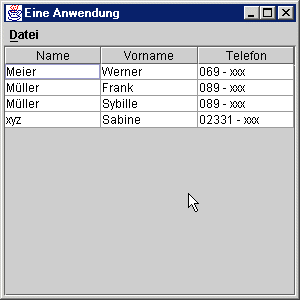 Eine Anwendung
Datei
Name Vorname Telefon
Meier Werner 069 - xxx
Müller Frank 089 - xxx
Müller Sybille 089 - xxx
xyz Sabine 02331 - xxx